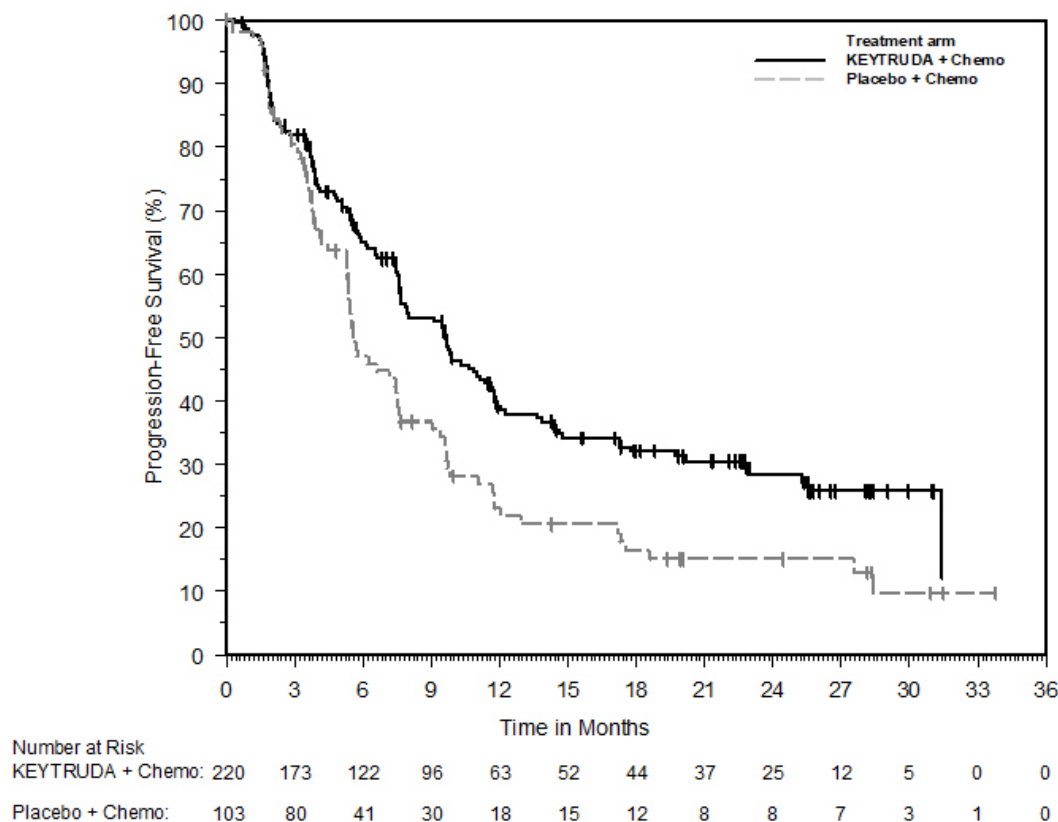 Treatment arm
KEYTRUDA + Chemo
Placebo + Chemo
Progression-Free Survival (%)
100
90
80
70
60
50
40
30
20
10
0
0 3 6 9 12 15 18 21 24 27 30 33 36
Time in Months
Number at Risk
KEYTRUDA + Chemo: 220 173 122 96 63 52 44 37 25 12 5 0 0
Placebo + Chemo: 103 80 41 30 18 15 12 8 8 7 3 1 0